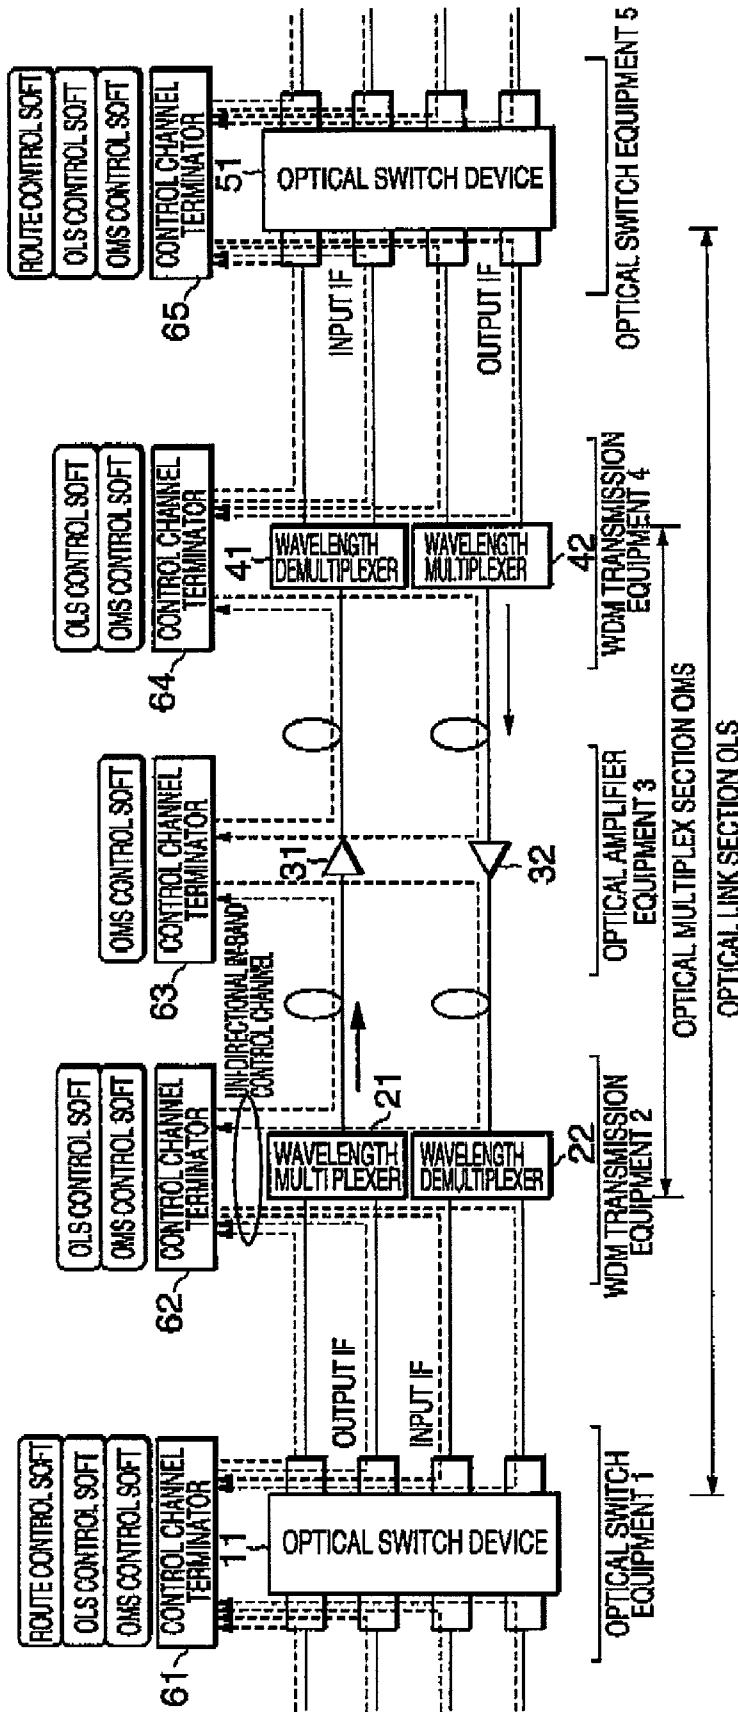 ROUTE CONTROL SOFT
OLS CONTROL SOFT
OMS CONTROL SOFT
CONTROL CHANNEL
TERMINATOR
61
11
OPTICAL SWITCH DEVICE
OUTPUT IF
INPUT IF
OPTICAL SWITCH
EQUIPMENT 1
OLS CONTROL SOFT
OMS CONTROL SOFT
CONTROL CHANNEL
TERMINATOR
62
UNI-DIRECTIONAL IN-BAND
CONTROL CHANNEL
21
WAVELENGTH
MULTIPLEXER
WAVELENGTH
DEMULTIPLEXER
22
WDM TRANSMISSION
EQUIPMENT 2
OMS CONTROL SOFT
CONTROL CHANNEL
TERMINATOR
63
31
32
OPTICAL AMPLIFIER
EQUIPMENT 3
OLS CONTROL SOFT
OMS CONTROL SOFT
CONTROL CHANNEL
TERMINATOR
64
41
WAVELENGTH
DEMULTIPLEXER
WAVELENGTH
MULTIPLEXER
42
WDM TRANSMISSION
EQUIPMENT 4
ROUTE CONTROL SOFT
OLS CONTROL SOFT
OMS CONTROL SOFT
CONTROL CHANNEL
TERMINATOR
65
51
OPTICAL SWITCH DEVICE
INPUT IF
OUTPUT IF
OPTICAL SWITCH EQUIPMENT 5
OPTICAL MULTIPLEX SECTION OMS
OPTICAL LINK SECTION OLS